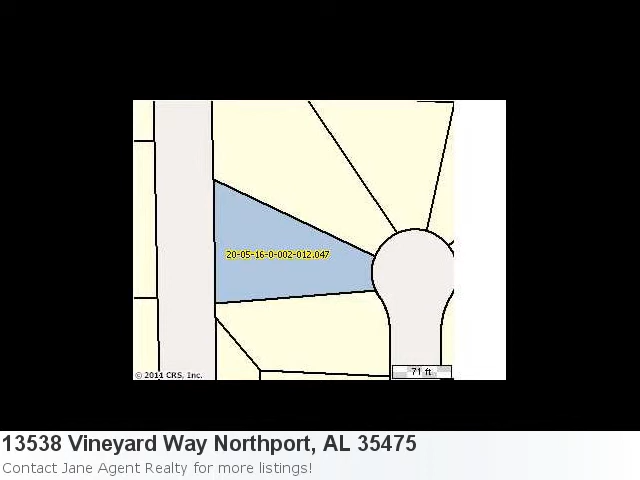 20-05-16-0-002-012.047
71 ft
© 2011 CRS, Inc.
13538 Vineyard Way Northport, AL 35475
Contact Jane Agent Realty for more listings!